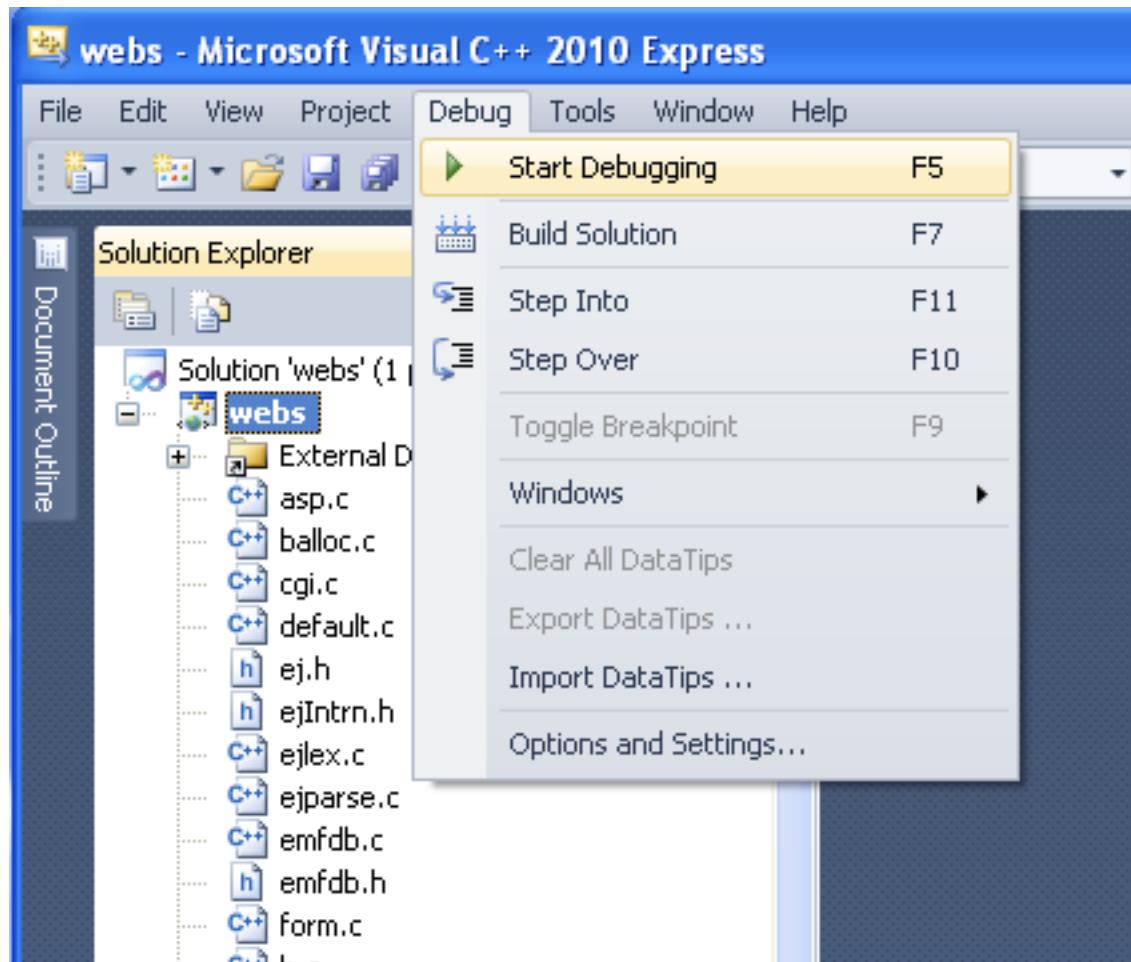 webs - Microsoft Visual C++ 2010 Express
File Edit View Project Debug Tools Window Help
Start Debugging F5
Build Solution F7
Step Into F11
Step Over F10
Toggle Breakpoint F9
Windows
Clear All DataTips
Export DataTips ...
Import DataTips ...
Options and Settings...
Document Outline
Solution Explorer
Solution 'webs' (1
webs
External D
asp.c
balloc.c
cgi.c
default.c
ej.h
ejIntrn.h
ejlex.c
ejparse.c
emfdb.c
emfdb.h
form.c